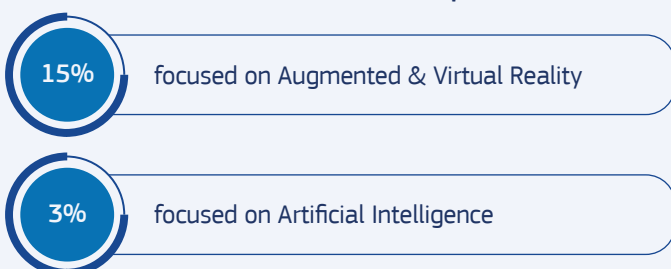 15% focused on Augmented & Virtual Reality
3% focused on Artificial Intelligence